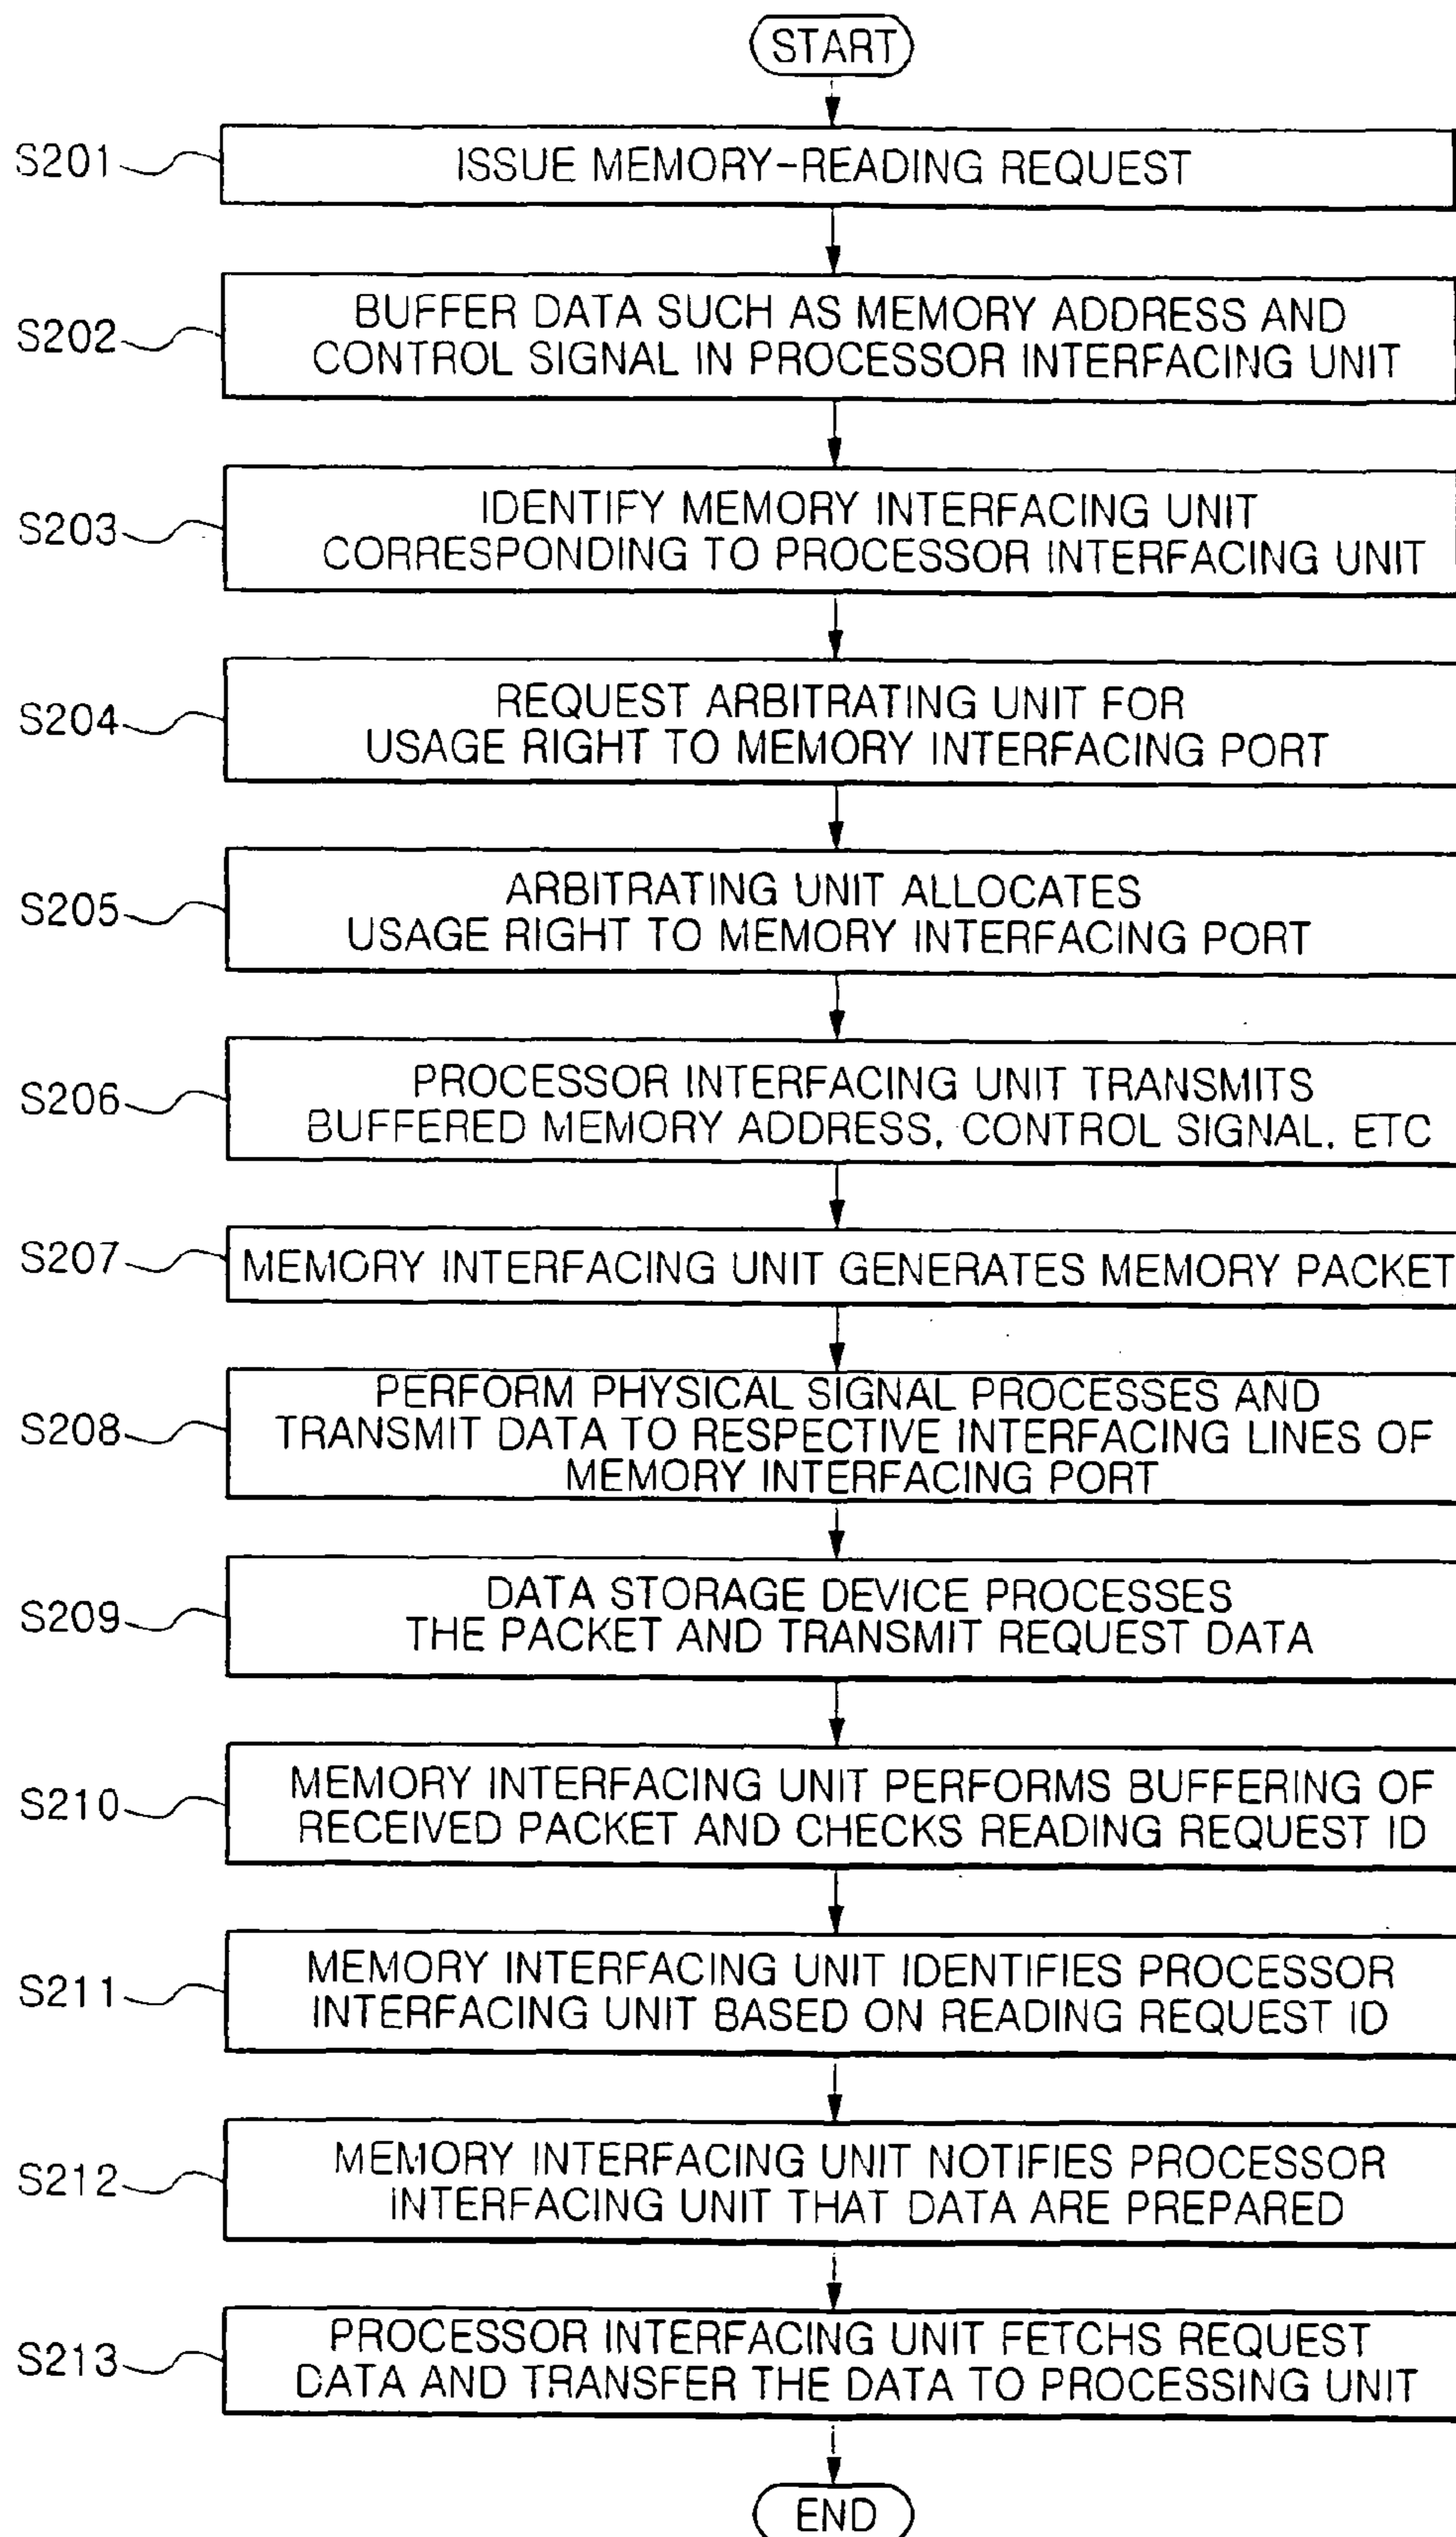 START
S201
ISSUE MEMORY-READING REQUEST
S202
BUFFER DATA SUCH AS MEMORY ADDRESS AND
CONTROL SIGNAL IN PROCESSOR INTERFACING UNIT
S203
IDENTIFY MEMORY INTERFACING UNIT
CORRESPONDING TO PROCESSOR INTERFACING UNIT
S204
REQUEST ARBITRATING UNIT FOR
USAGE RIGHT TO MEMORY INTERFACING PORT
S205
ARBITRATING UNIT ALLOCATES
USAGE RIGHT TO MEMORY INTERFACING PORT
S206
PROCESSOR INTERFACING UNIT TRANSMITS
BUFFERED MEMORY ADDRESS, CONTROL SIGNAL, ETC
S207
MEMORY INTERFACING UNIT GENERATES MEMORY PACKET
S208
PERFORM PHYSICAL SIGNAL PROCESSES AND
TRANSMIT DATA TO RESPECTIVE INTERFACING LINES OF
MEMORY INTERFACING PORT
S209
DATA STORAGE DEVICE PROCESSES
THE PACKET AND TRANSMIT REQUEST DATA
S210
MEMORY INTERFACING UNIT PERFORMS BUFFERING OF
RECEIVED PACKET AND CHECKS READING REQUEST ID
S211
MEMORY INTERFACING UNIT IDENTIFIES PROCESSOR
INTERFACING UNIT BASED ON READING REQUEST ID
S212
MEMORY INTERFACING UNIT NOTIFIES PROCESSOR
INTERFACING UNIT THAT DATA ARE PREPARED
S213
PROCESSOR INTERFACING UNIT FETCHS REQUEST
DATA AND TRANSFER THE DATA TO PROCESSING UNIT
END